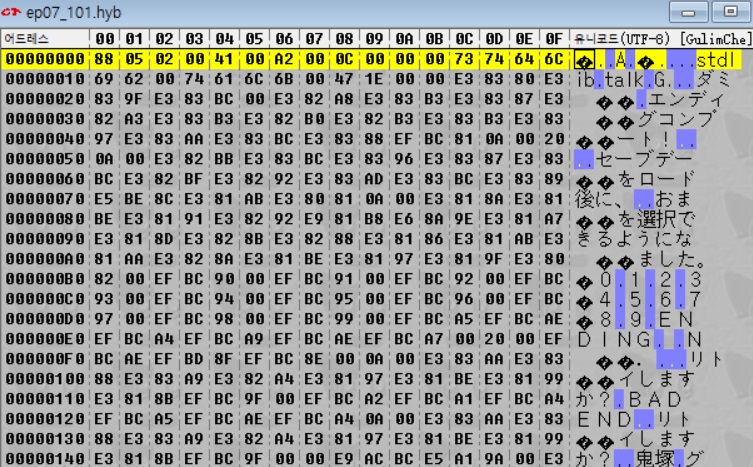 ep07_101.hyb
어드레스 00 01 02 03 04 05 06 07 08 09 0A 0B 0C 0D 0E 0F 유니코드(UTF-8) [GulimChe]
00000000 88 05 02 00 41 00 A2 00 0C 00 00 00 73 74 64 6C �..A.�....stdl
00000010 69 62 00 74 61 6C 6B 00 47 1E 00 00 00 E3 83 80 E3 ib.talk.G...ダミ
00000020 83 9F E3 83 BC 00 E3 82 A8 E3 83 B3 E3 83 87 E3 ��.エンディ
00000030 82 A3 E3 83 B3 E3 82 B0 E3 82 B3 E3 83 B3 E3 83 ��グコンプ
00000040 97 E3 83 AA E3 83 BC E3 83 88 EF BC 81 0A 00 20 ��ート！..
00000050 0A 00 E3 82 BB E3 83 BC E3 83 96 E3 83 87 E3 83 ..セーブデー
00000060 BC E3 82 BF E3 82 92 E3 83 AD E3 83 BC E3 83 89 ��をロード
00000070 E5 BE 8C E3 81 AB E3 80 81 0A 00 E3 81 8A E3 81 後に、..おま
00000080 BE E3 81 91 E3 82 92 E9 81 B8 E6 8A 9E E3 81 A7 ��を選択で
00000090 E3 81 8D E3 82 8B E3 82 88 E3 81 86 E3 81 AB E3 きるようにな
000000A0 81 AA E3 82 8A E3 81 BE E3 81 97 E3 81 9F E3 80 ��ました。
000000B0 82 00 EF BC 90 00 EF BC 91 00 EF BC 92 00 EF BC �.０.１.２.３
000000C0 93 00 EF BC 94 00 EF BC 95 00 EF BC 96 00 EF BC �.４.５.６.７
000000D0 97 00 EF BC 98 00 EF BC 99 00 EF BC A5 EF BC AE �.８.９.ＥＮ
000000E0 EF BC A4 EF BC A9 EF BC AE EF BC A7 00 20 00 EF ＤＩＮＧ. .Ｎ
000000F0 BC AE EF BD 8F EF BC 8E 00 0A 00 E3 83 AA E3 83 ��．...リト
00000100 88 E3 83 A9 E3 82 A4 E3 81 97 E3 81 BE E3 81 99 ��イします
00000110 E3 81 8B EF BC 9F 00 EF BC A2 EF BC A1 EF BC A4 か？.ＢＡＤ
00000120 EF BC A5 EF BC AE EF BC A4 0A 00 E3 83 AA E3 83 ＥＮＤ..リト
00000130 88 E3 83 A9 E3 82 A4 E3 81 97 E3 81 BE E3 81 99 ��イします
00000140 E3 81 8B EF BC 9F 00 00 E9 AC BC E5 A1 9A 00 E3 か？..鬼塚.グ